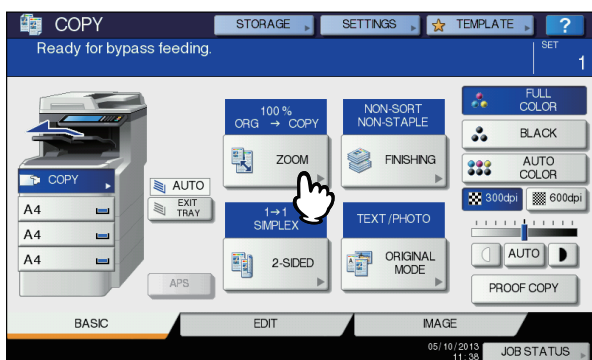 COPY
STORAGE
SETTINGS
TEMPLATE
?
Ready for bypass feeding.
SET
1
100 %
ORG → COPY
ZOOM
NON-SORT
NON-STAPLE
FINISHING
FULL
COLOR
BLACK
AUTO
COLOR
300dpi
600dpi
COPY
A4
A4
A4
AUTO
EXIT
TRAY
APS
1→1
SIMPLEX
2-SIDED
TEXT/PHOTO
ORIGINAL
MODE
AUTO
PROOF COPY
BASIC
EDIT
IMAGE
05/10/2013
11:38
JOB STATUS